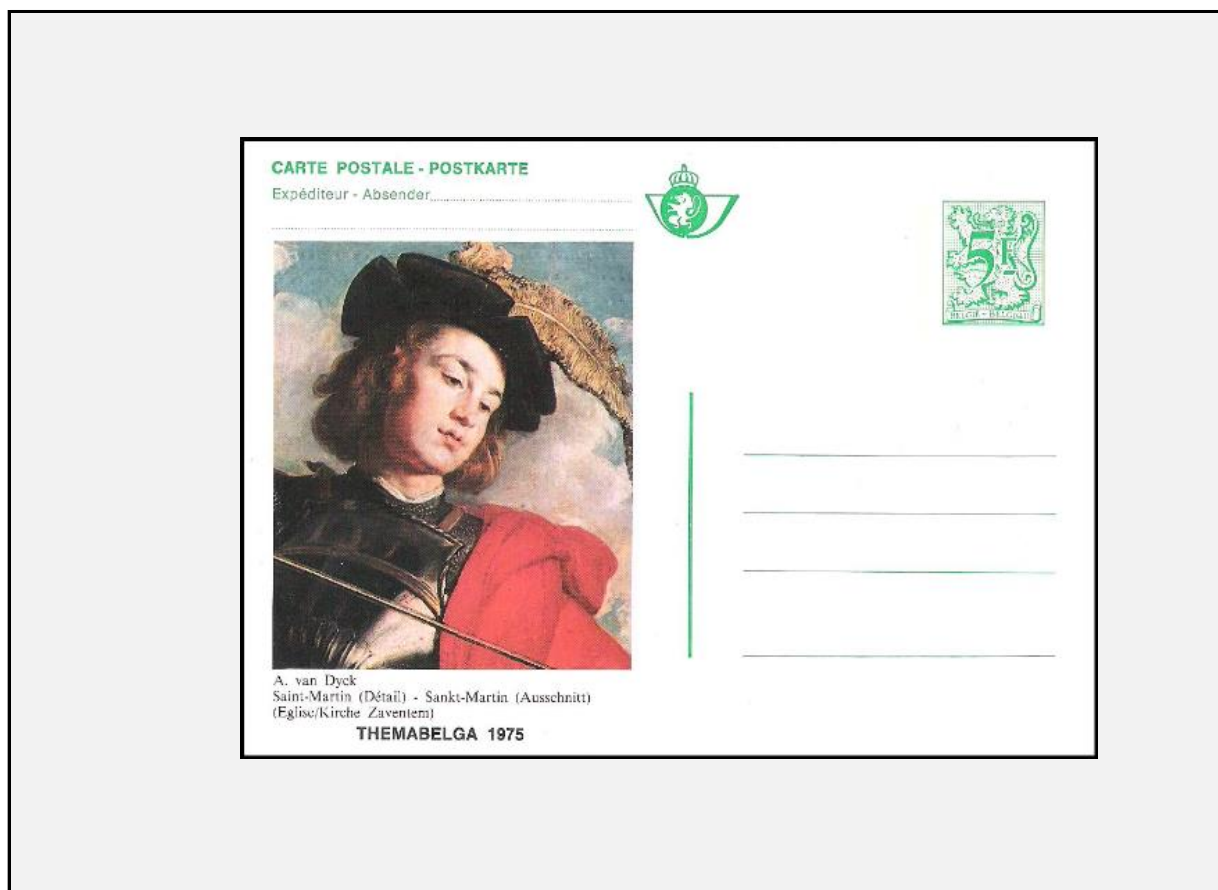 CARTE POSTALE - POSTKARTE
Expéditeur - Absender
5F
BELGIË - BELGIQUE
A. van Dyck
Saint-Martin (Détail) - Sankt-Martin (Ausschnitt)
(Eglise/Kirche Zaventem)
THEMABELGA 1975